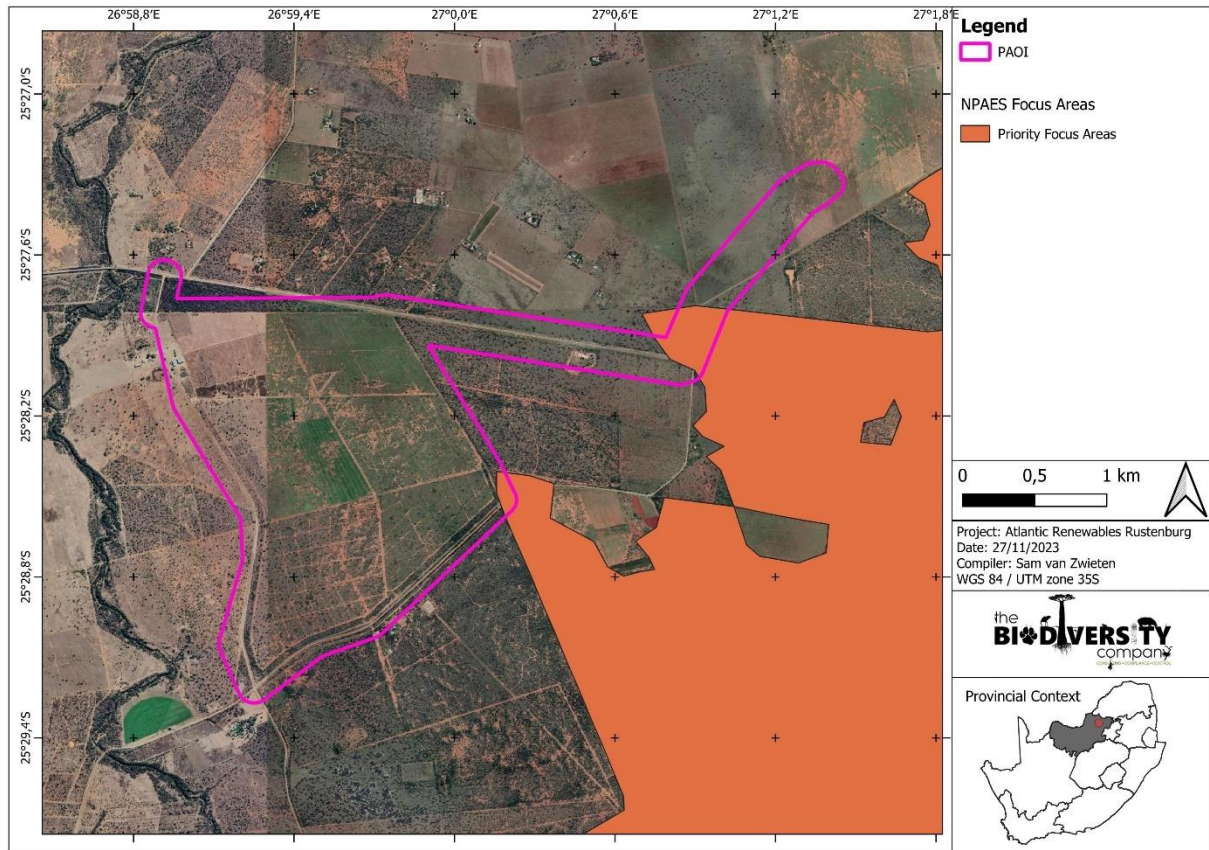 26°58,8'E 26°59,4'E 27°0,0'E 27°0,6'E 27°1,2'E 27°1,8'E
25°27,0'S
25°27,6'S
25°28,2'S
25°28,8'S
25°29,4'S
Legend
PAOI
NPAES Focus Areas
Priority Focus Areas
0 0,5 1 km
Project: Atlantic Renewables Rustenburg
Date: 27/11/2023
Compiler: Sam van Zwieten
WGS 84 / UTM zone 35S
the
BIODIVERSITY
company
CONSULTING•COMPLIANCE•CONTROL
Provincial Context